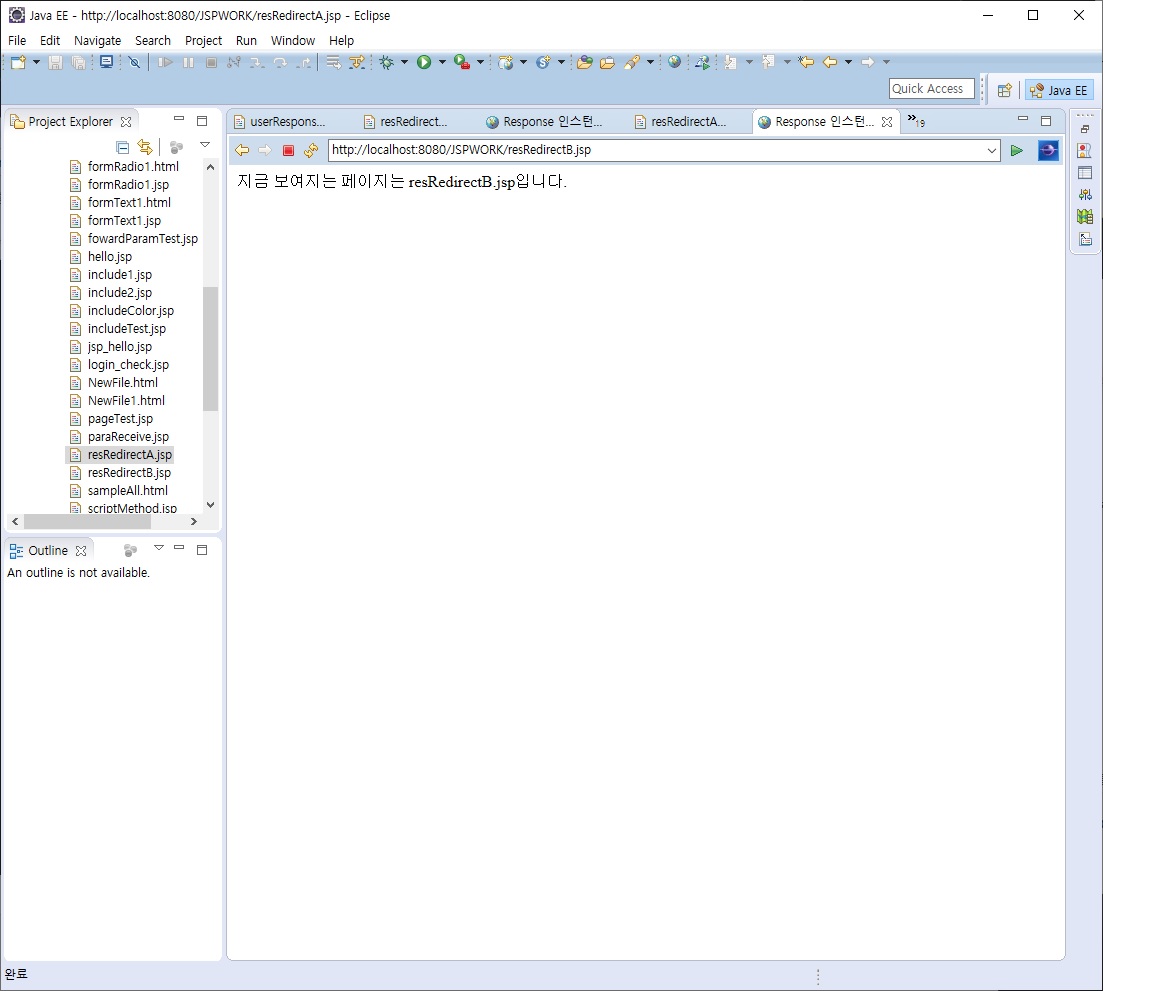 Java EE - http://localhost:8080/JSPWORK/resRedirectA.jsp - Eclipse
File Edit Navigate Search Project Run Window Help
Quick Access
Java EE
Project Explorer
userRespons...
resRedirect...
Response 인스턴...
resRedirectA...
Response 인스턴...
»19
http://localhost:8080/JSPWORK/resRedirectB.jsp
지금 보여지는 페이지는 resRedirectB.jsp입니다.
formRadio1.html
formRadio1.jsp
formText1.html
formText1.jsp
fowardParamTest.jsp
hello.jsp
include1.jsp
include2.jsp
includeColor.jsp
includeTest.jsp
jsp_hello.jsp
login_check.jsp
NewFile.html
NewFile1.html
pageTest.jsp
paraReceive.jsp
resRedirectA.jsp
resRedirectB.jsp
sampleAll.html
scriptMethod.jsp
Outline
An outline is not available.
완료